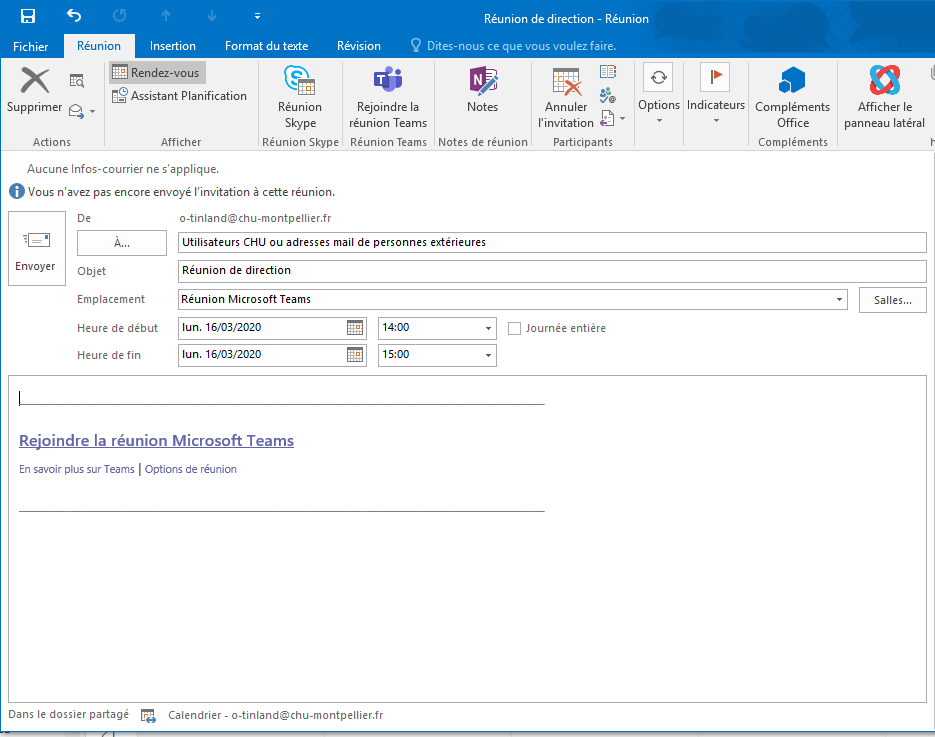 Réunion de direction - Réunion
Fichier Réunion Insertion Format du texte Révision Dites-nous ce que vous voulez faire.
Supprimer
Actions
Rendez-vous
Assistant Planification
Afficher
Réunion
Skype
Réunion Skype
Rejoindre la
réunion Teams
Réunion Teams
Notes
Notes de réunion
Annuler
l'invitation
Participants
Options
Indicateurs
Compléments
Office
Compléments
Afficher le
panneau latéral
Aucune Infos-courrier ne s'applique.
Vous n'avez pas encore envoyé l'invitation à cette réunion.
Envoyer
De o-tinland@chu-montpellier.fr
À... Utilisateurs CHU ou adresses mail de personnes extérieures
Objet Réunion de direction
Emplacement Réunion Microsoft Teams Salles...
Heure de début lun. 16/03/2020 14:00 Journée entière
Heure de fin lun. 16/03/2020 15:00
Rejoindre la réunion Microsoft Teams
En savoir plus sur Teams | Options de réunion
Dans le dossier partagé Calendrier - o-tinland@chu-montpellier.fr